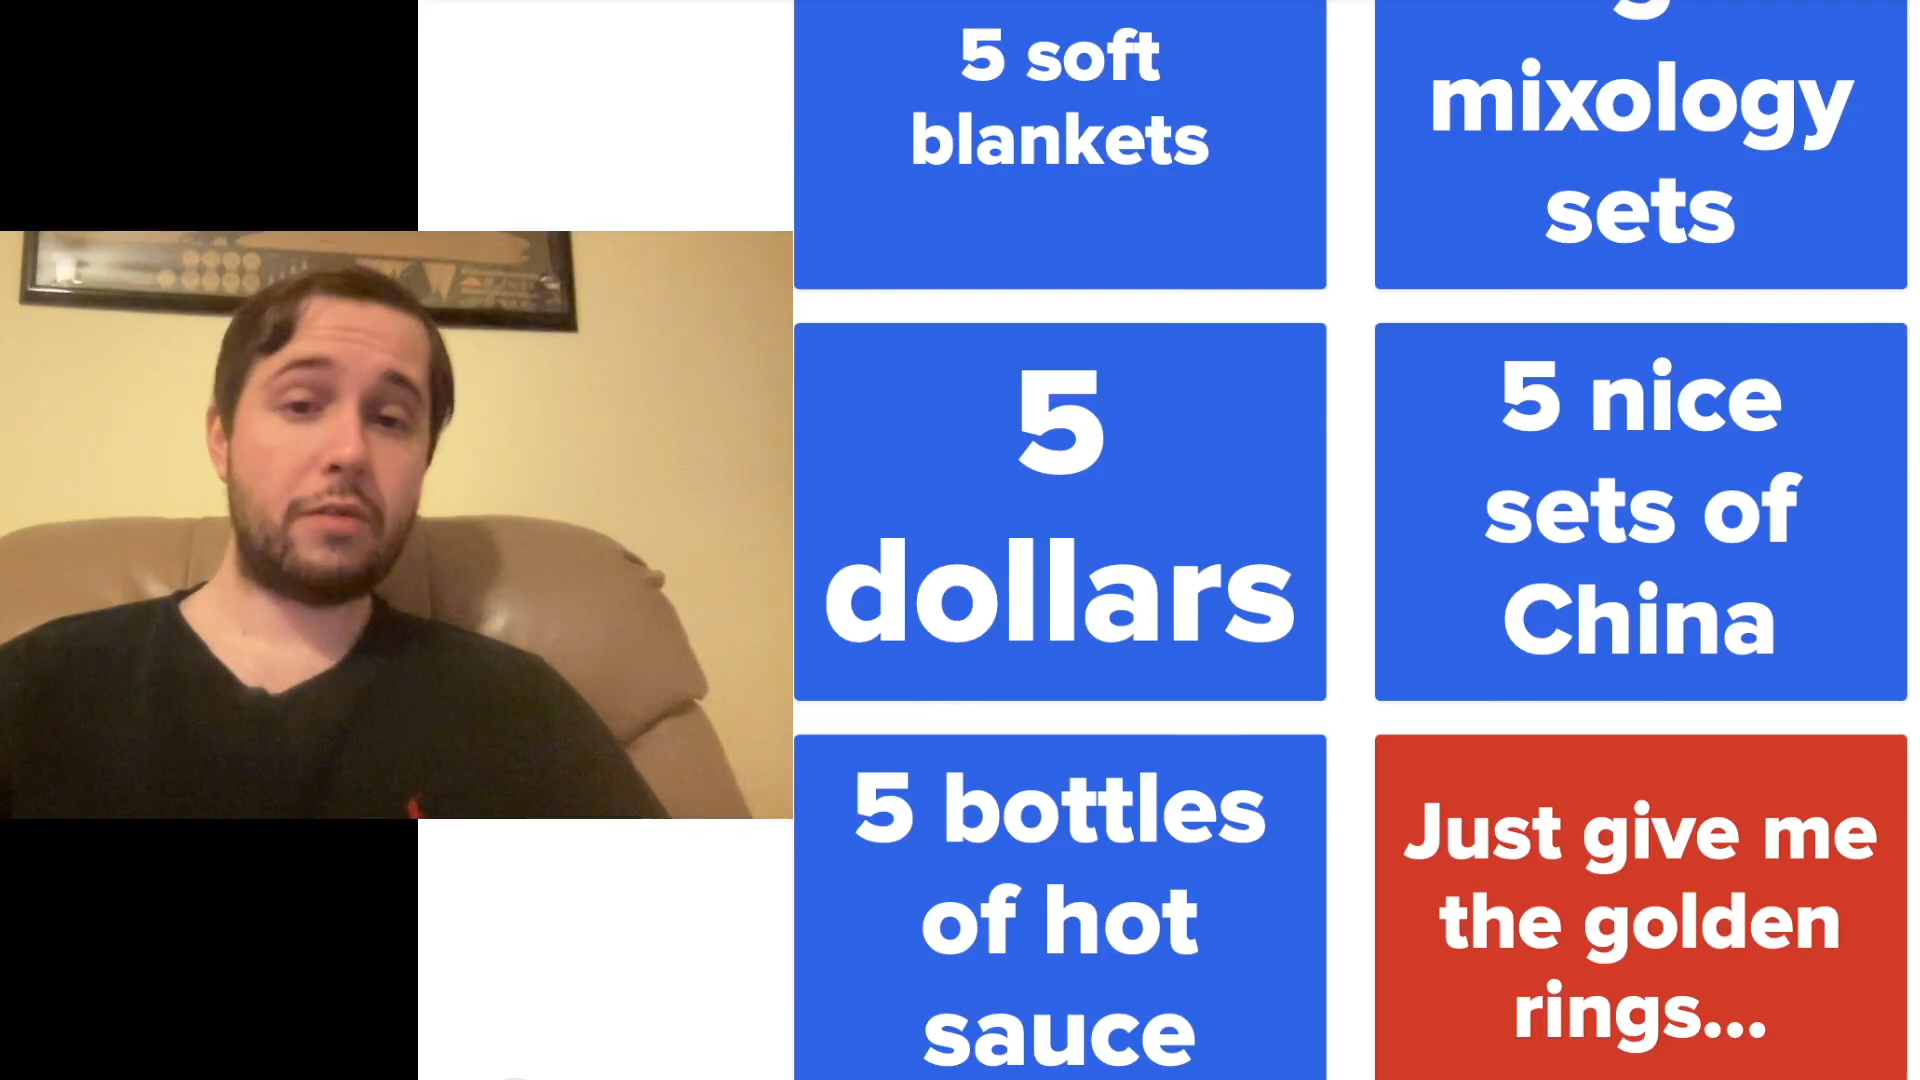 5 soft
blankets
mixology
sets
5
dollars
5 nice
sets of
China
5 bottles
of hot
sauce
Just give me
the golden
rings...